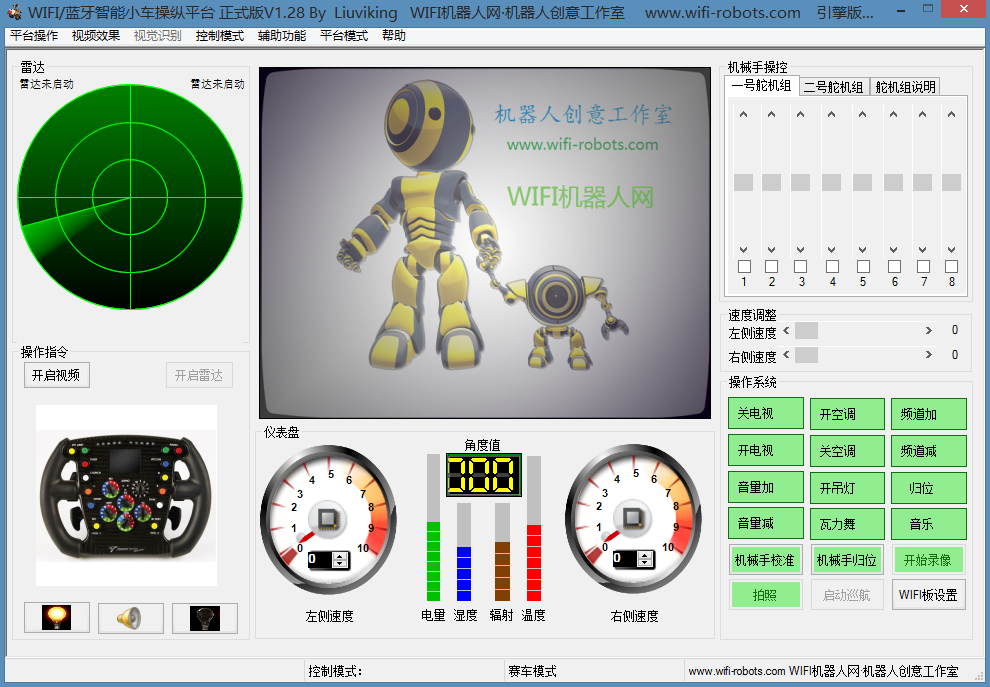 WIFI/蓝牙智能小车操纵平台 正式版V1.28 By Liuviking WIFI机器人网·机器人创意工作室 www.wifi-robots.com 引擎版...
平台操作 视频效果 视觉识别 控制模式 辅助功能 平台模式 帮助
雷达
雷达未启动 雷达未启动
机器人创意工作室
www.wifi-robots.com
WIFI机器人网
机械手操控
一号舵机组 二号舵机组 舵机组说明
1 2 3 4 5 6 7 8
速度调整
左侧速度 0
右侧速度 0
操作指令
开启视频 开启雷达
仪表盘
0 1 2 3 4 5 6 7 8 9 10
0
左侧速度
角度值
300
电量 湿度 辐射 温度
0 1 2 3 4 5 6 7 8 9 10
0
右侧速度
操作系统
关电视 开空调 频道加
开电视 关空调 频道减
音量加 开吊灯 归位
音量减 瓦力舞 音乐
机械手校准 机械手归位 开始录像
拍照 启动巡航 WIFI板设置
控制模式： 赛车模式 www.wifi-robots.com WIFI机器人网·机器人创意工作室